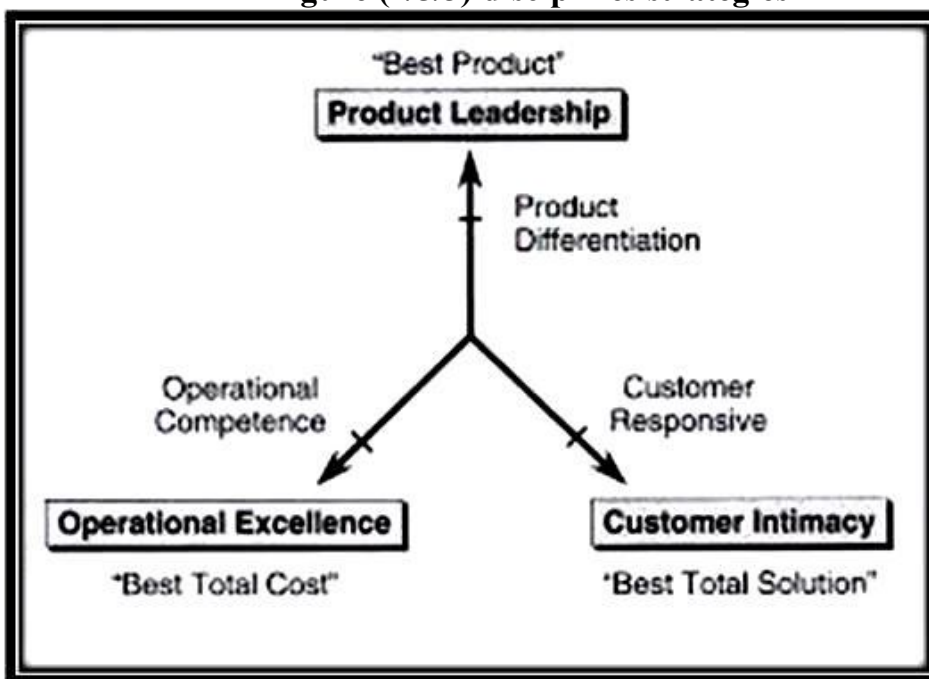 strategies
"Best Product"
Product Leadership
Product
Differentiation
Operational
Competence
Customer
Responsive
Operational Excellence
Customer Intimacy
"Best Total Cost"
"Best Total Solution"